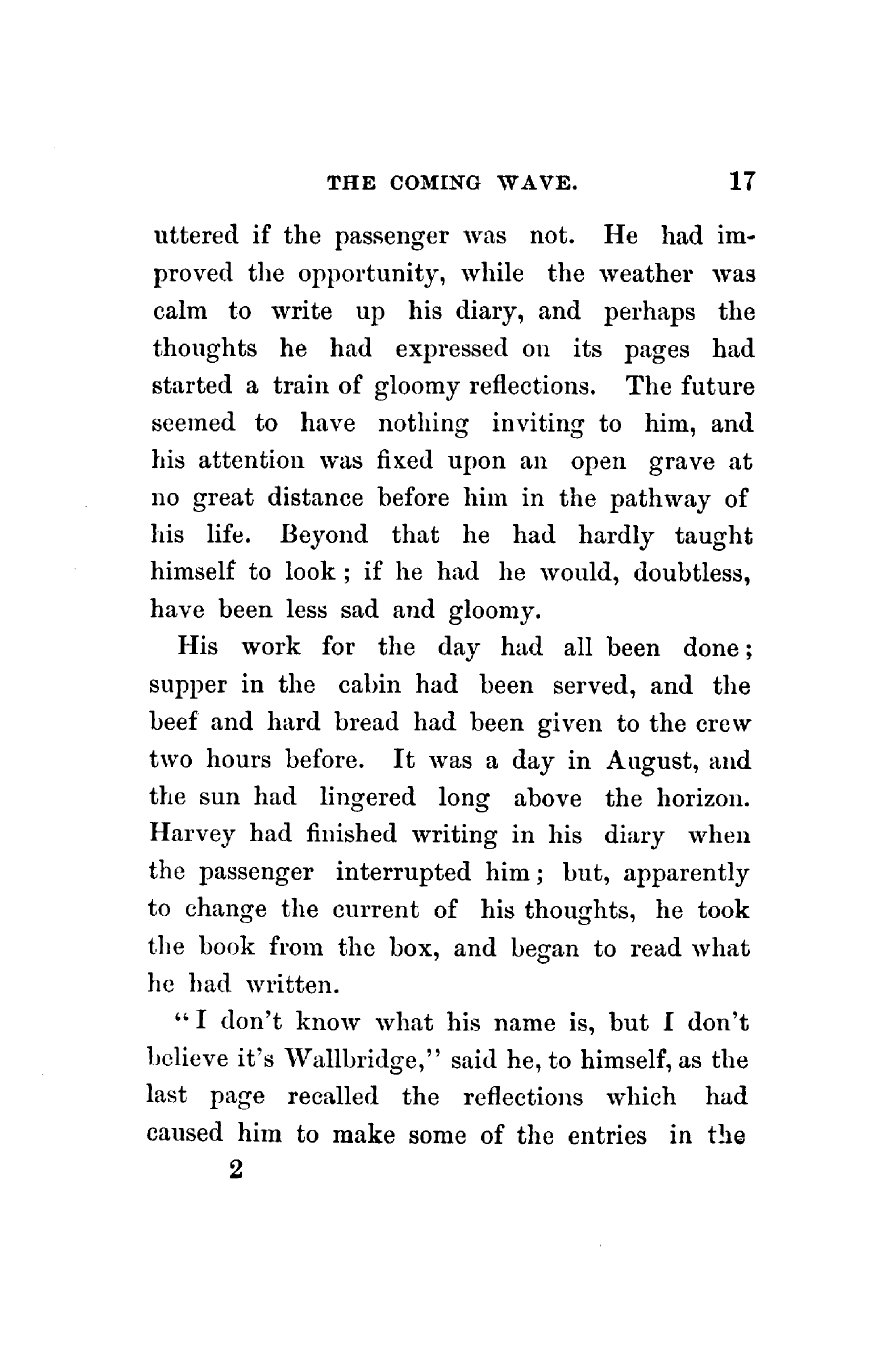 THE COMING WAVE. 17
uttered if the passenger was not. He had im-
proved the opportunity, while the weather was
calm to write up his diary, and perhaps the
thoughts he had expressed on its pages had
started a train of gloomy reflections. The future
seemed to have nothing inviting to him, and
his attention was fixed upon an open grave at
no great distance before him in the pathway of
his life. Beyond that he had hardly taught
himself to look ; if he had he would, doubtless,
have been less sad and gloomy.
His work for the day had all been done ;
supper in the cabin had been served, and the
beef and hard bread had been given to the crew
two hours before. It was a day in August, and
the sun had lingered long above the horizon.
Harvey had finished writing in his diary when
the passenger interrupted him ; but, apparently
to change the current of his thoughts, he took
the book from the box, and began to read what
he had written.
“ I don't know what his name is, but I don't
believe it's Wallbridge,” said he, to himself, as the
last page recalled the reflections which had
caused him to make some of the entries in the
2